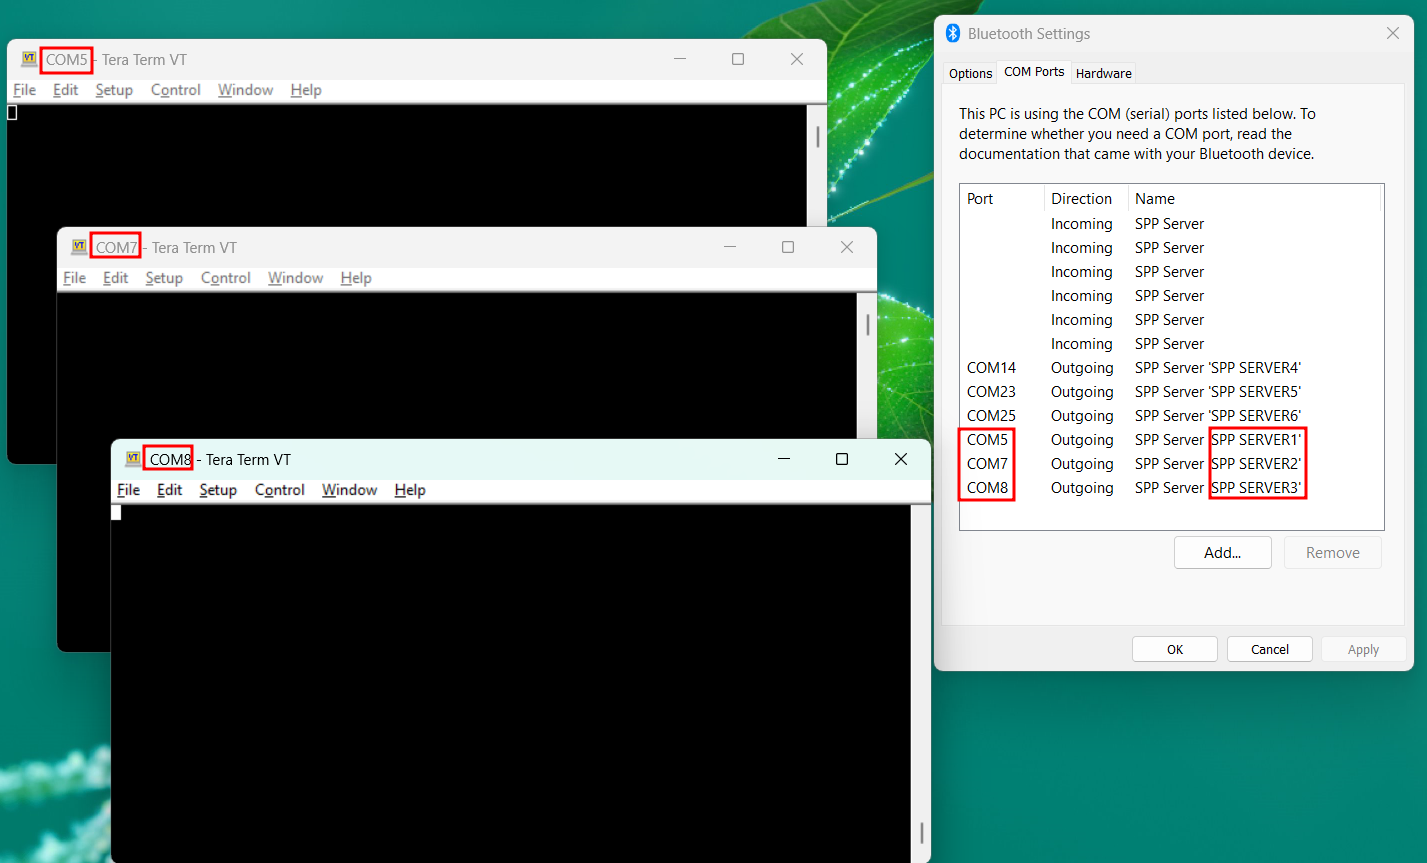 COM5 - Tera Term VT
File Edit Setup Control Window Help
COM7 - Tera Term VT
File Edit Setup Control Window Help
COM8 - Tera Term VT
File Edit Setup Control Window Help
Bluetooth Settings
Options COM Ports Hardware
This PC is using the COM (serial) ports listed below. To
determine whether you need a COM port, read the
documentation that came with your Bluetooth device.
Port Direction Name
Incoming SPP Server
Incoming SPP Server
Incoming SPP Server
Incoming SPP Server
Incoming SPP Server
Incoming SPP Server
COM14 Outgoing SPP Server 'SPP SERVER4'
COM23 Outgoing SPP Server 'SPP SERVER5'
COM25 Outgoing SPP Server 'SPP SERVER6'
COM5 Outgoing SPP Server SPP SERVER1'
COM7 Outgoing SPP Server SPP SERVER2'
COM8 Outgoing SPP Server SPP SERVER3'
Add... Remove
OK Cancel Apply